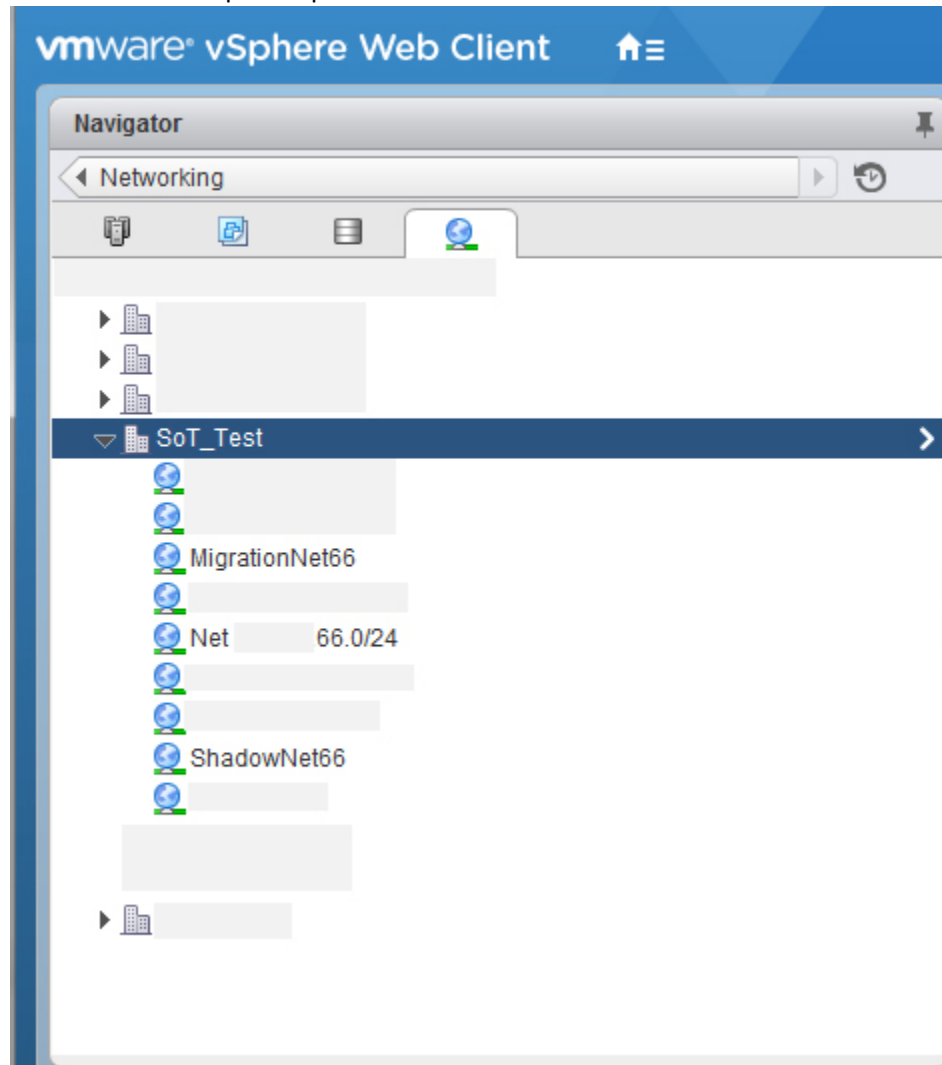 vmware® vSphere Web Client
Navigator
Networking
SoT_Test
MigrationNet66
Net 66.0/24
ShadowNet66